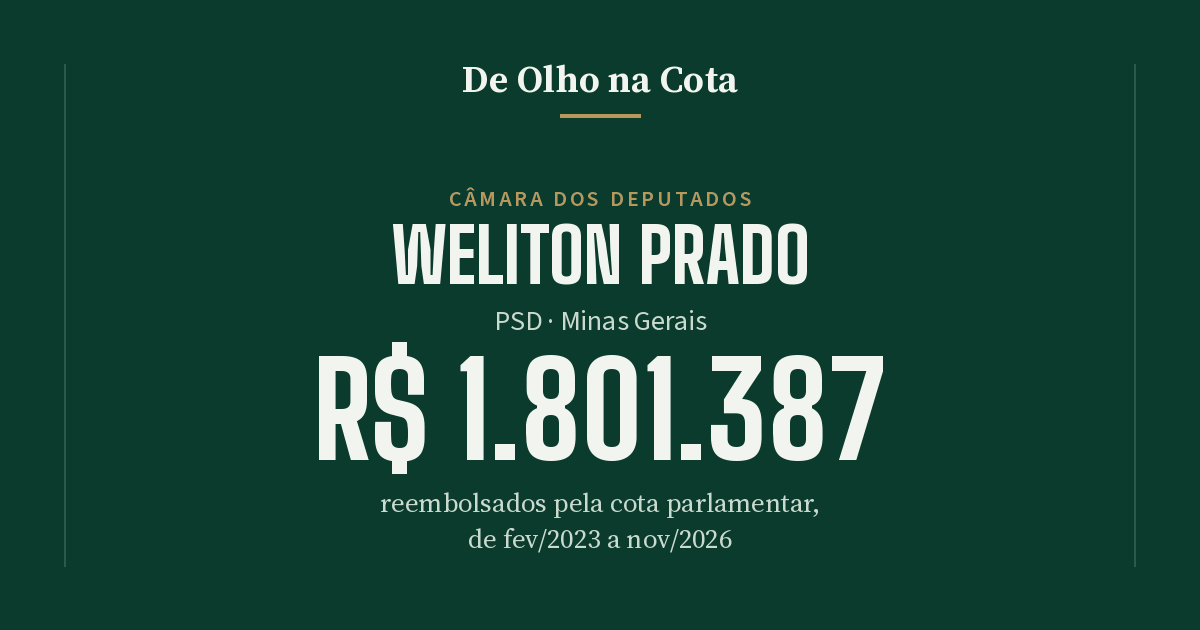 De Olho na Cota
CÂMARA DOS DEPUTADOS
WELITON PRADO
PSD · Minas Gerais
R$ 1.801.387
reembolsados pela cota parlamentar,
de fev/2023 a nov/2026